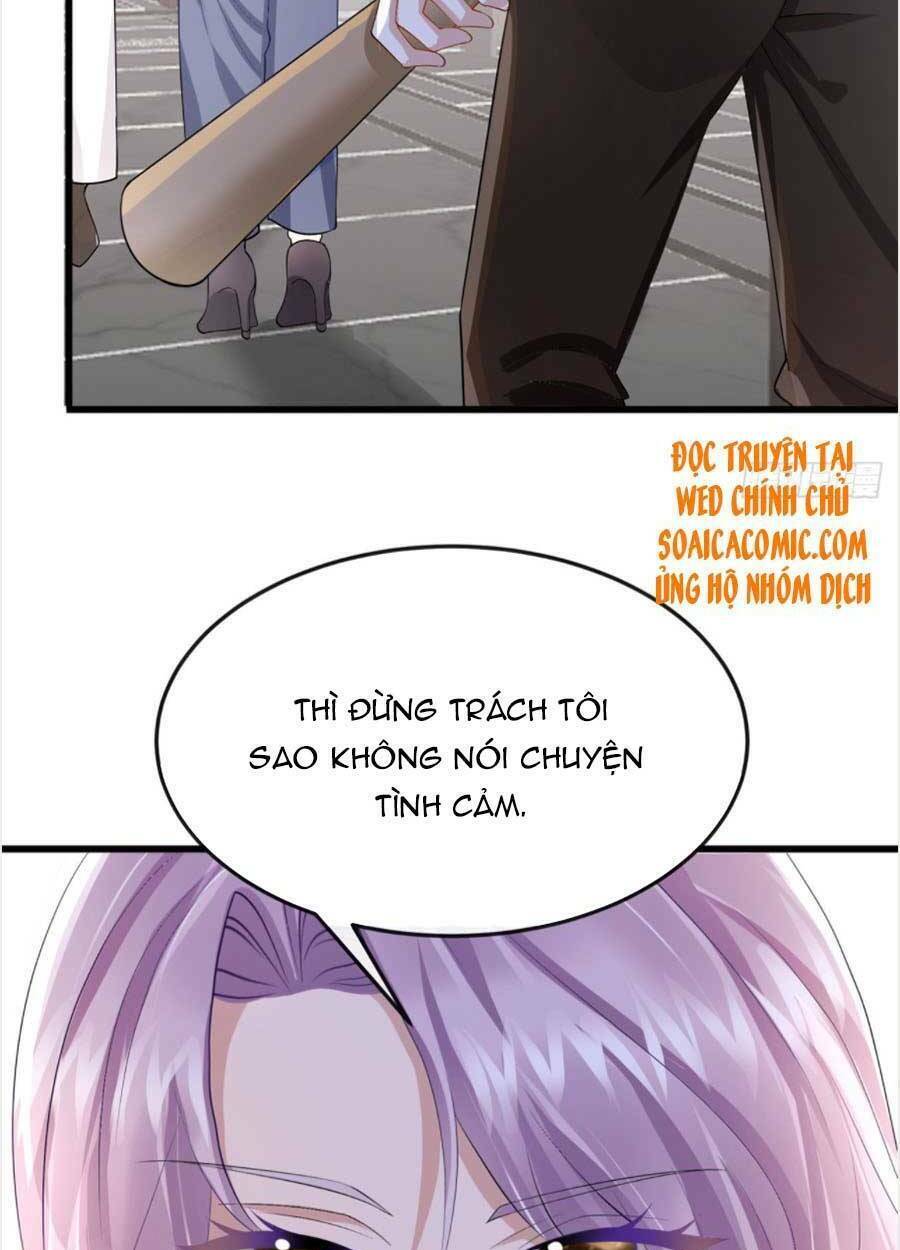 ĐỌC TRUYỆN TẠI
WED CHÍNH CHỦ
SOAICACOMIC.COM
ỦNG HỘ NHÓM DỊCH
THÌ ĐỪNG TRÁCH TÔI
SAO KHÔNG NÓI CHUYỆN
TÌNH CẢM.